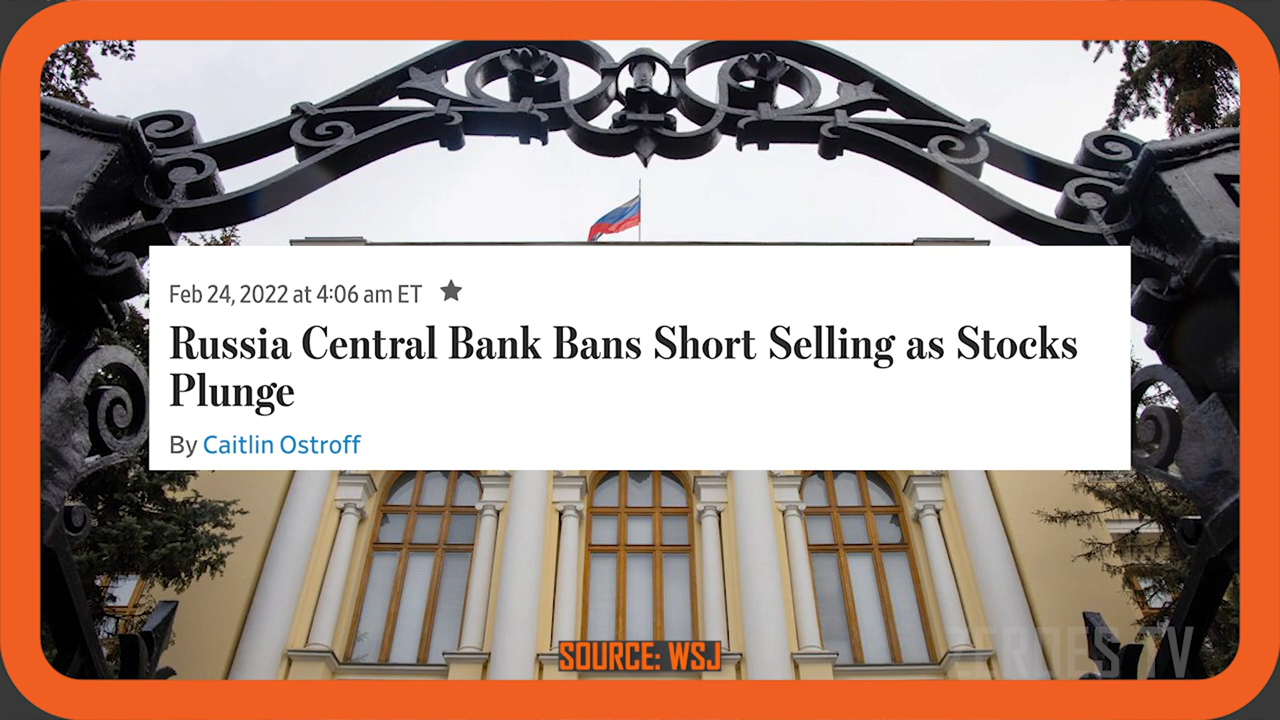 Feb 24, 2022 at 4:06 am ET
Russia Central Bank Bans Short Selling as Stocks
Plunge
By Caitlin Ostroff
SOURCE: WSJ